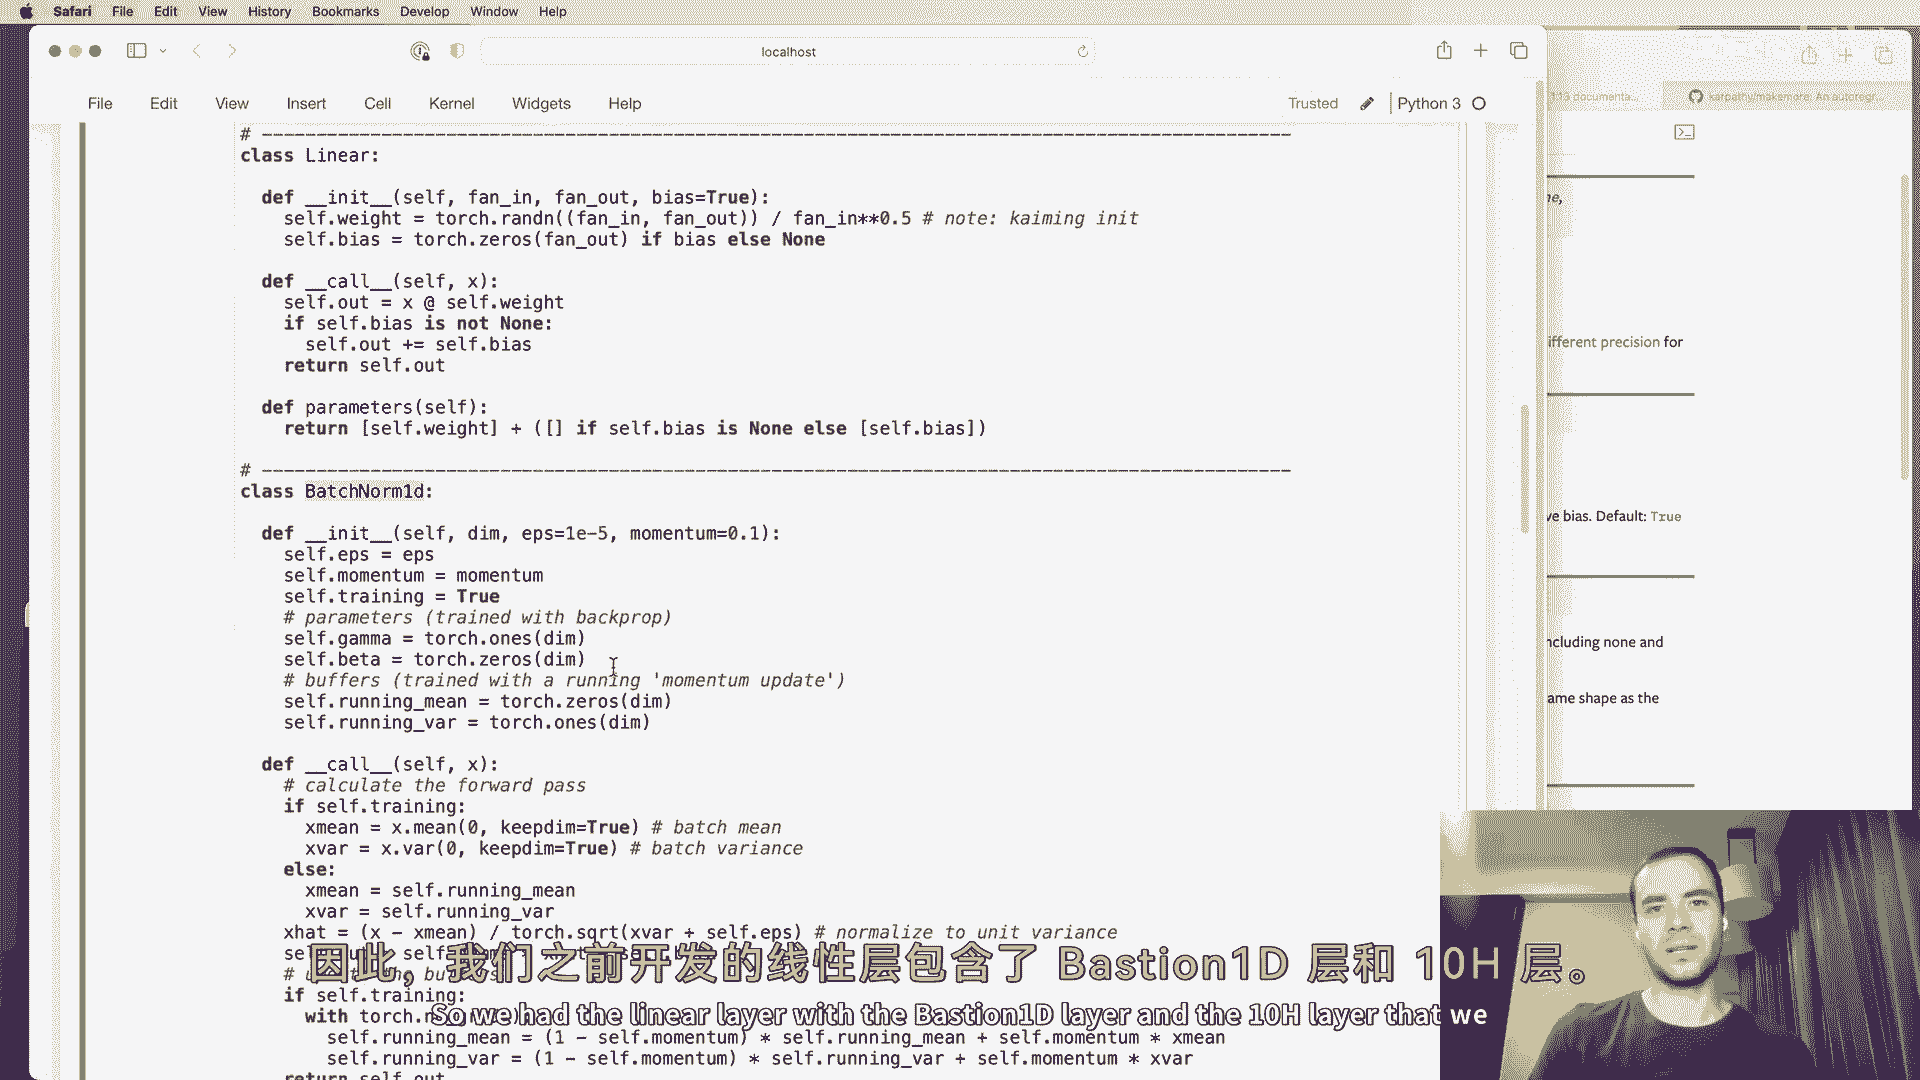 Safari File Edit View History Bookmarks Develop Window Help
localhost
File Edit View Insert Cell Kernel Widgets Help
Trusted Python 3
karpathy/makemore: An autoregr...
1.13 documenta...
# -----------------------------------------------------------------------------------------------
class Linear:
def __init__(self, fan_in, fan_out, bias=True):
self.weight = torch.randn((fan_in, fan_out)) / fan_in**0.5 # note: kaiming init
self.bias = torch.zeros(fan_out) if bias else None
def __call__(self, x):
self.out = x @ self.weight
if self.bias is not None:
self.out += self.bias
return self.out
def parameters(self):
return [self.weight] + ([] if self.bias is None else [self.bias])
# -----------------------------------------------------------------------------------------------
class BatchNorm1d:
def __init__(self, dim, eps=1e-5, momentum=0.1):
self.eps = eps
self.momentum = momentum
self.training = True
# parameters (trained with backprop)
self.gamma = torch.ones(dim)
self.beta = torch.zeros(dim)
# buffers (trained with a running 'momentum update')
self.running_mean = torch.zeros(dim)
self.running_var = torch.ones(dim)
def __call__(self, x):
# calculate the forward pass
if self.training:
xmean = x.mean(0, keepdim=True) # batch mean
xvar = x.var(0, keepdim=True) # batch variance
else:
xmean = self.running_mean
xvar = self.running_var
xhat = (x - xmean) / torch.sqrt(xvar + self.eps) # normalize to unit variance
if self.training:
self.running_mean = (1 - self.momentum) * self.running_mean + self.momentum * xmean
self.running_var = (1 - self.momentum) * self.running_var + self.momentum * xvar
return self.out
ifferent precision for
ve bias. Default: True
ncluding none and
ame shape as the
因此，我们之前开发的线性层包含了 Bastion1D 层和 10H 层。
So we had the linear layer with the Bastion1D layer and the 10H layer that we